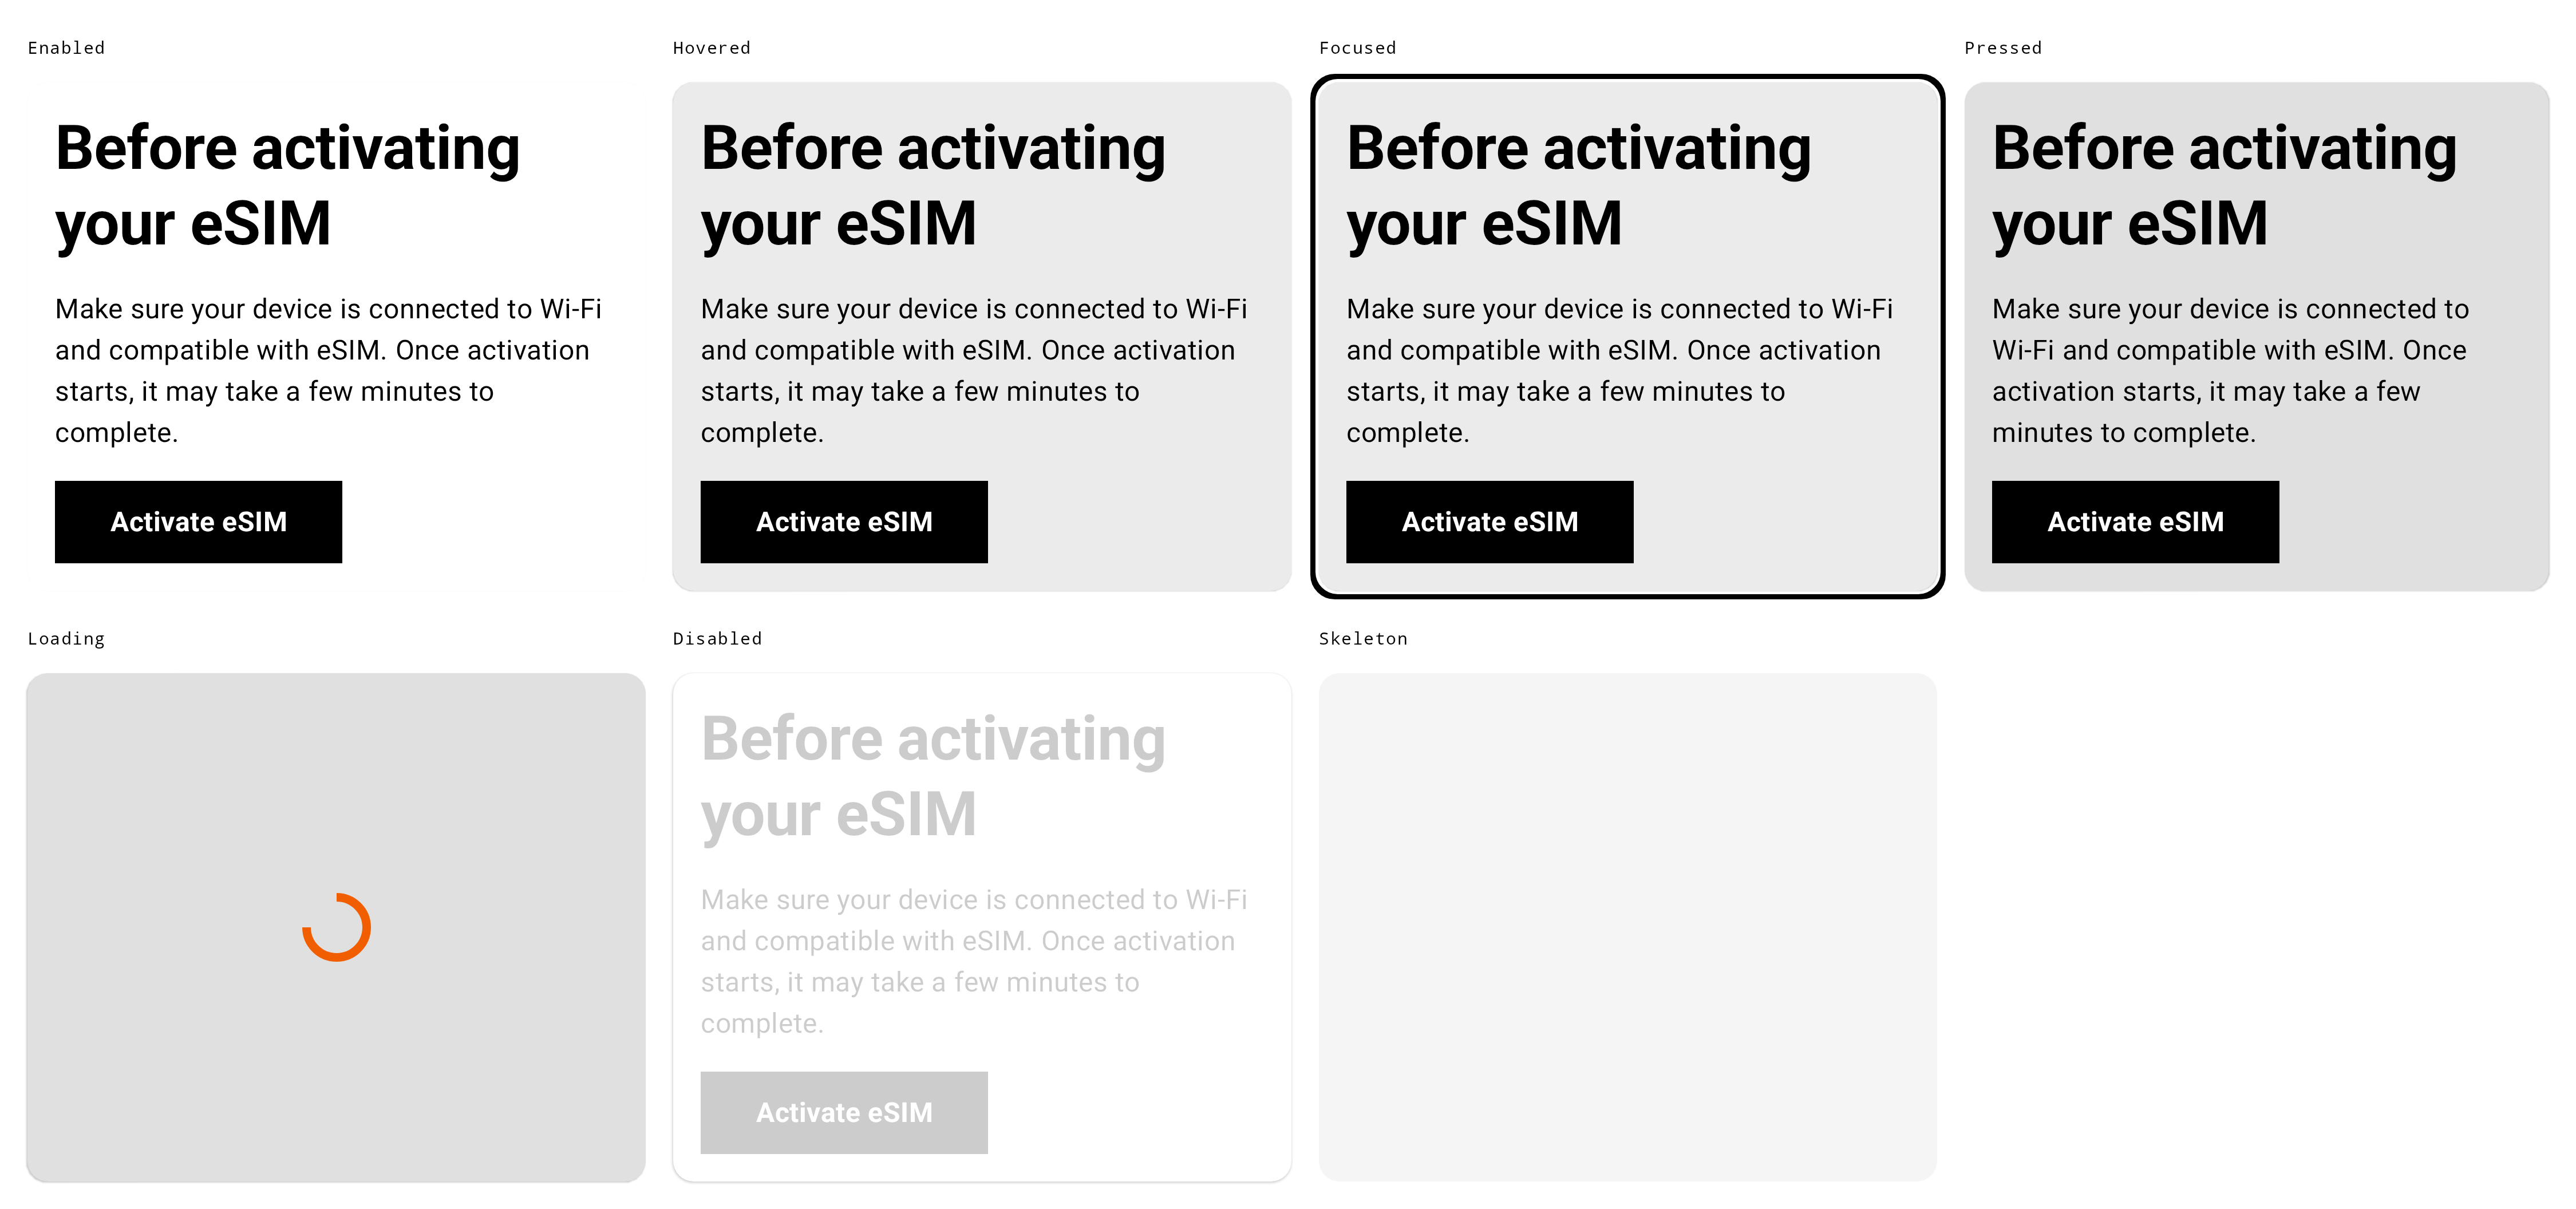 Enabled
Before activating
your eSIM
Make sure your device is connected to Wi-Fi
and compatible with eSIM. Once activation
starts, it may take a few minutes to
complete.
Activate eSIM
Hovered
Before activating
your eSIM
Make sure your device is connected to Wi-Fi
and compatible with eSIM. Once activation
starts, it may take a few minutes to
complete.
Activate eSIM
Focused
Before activating
your eSIM
Make sure your device is connected to Wi-Fi
and compatible with eSIM. Once activation
starts, it may take a few minutes to
complete.
Activate eSIM
Pressed
Before activating
your eSIM
Make sure your device is connected to
Wi-Fi and compatible with eSIM. Once
activation starts, it may take a few
minutes to complete.
Activate eSIM
Loading
Disabled
Before activating
your eSIM
Make sure your device is connected to Wi-Fi
and compatible with eSIM. Once activation
starts, it may take a few minutes to
complete.
Activate eSIM
Skeleton